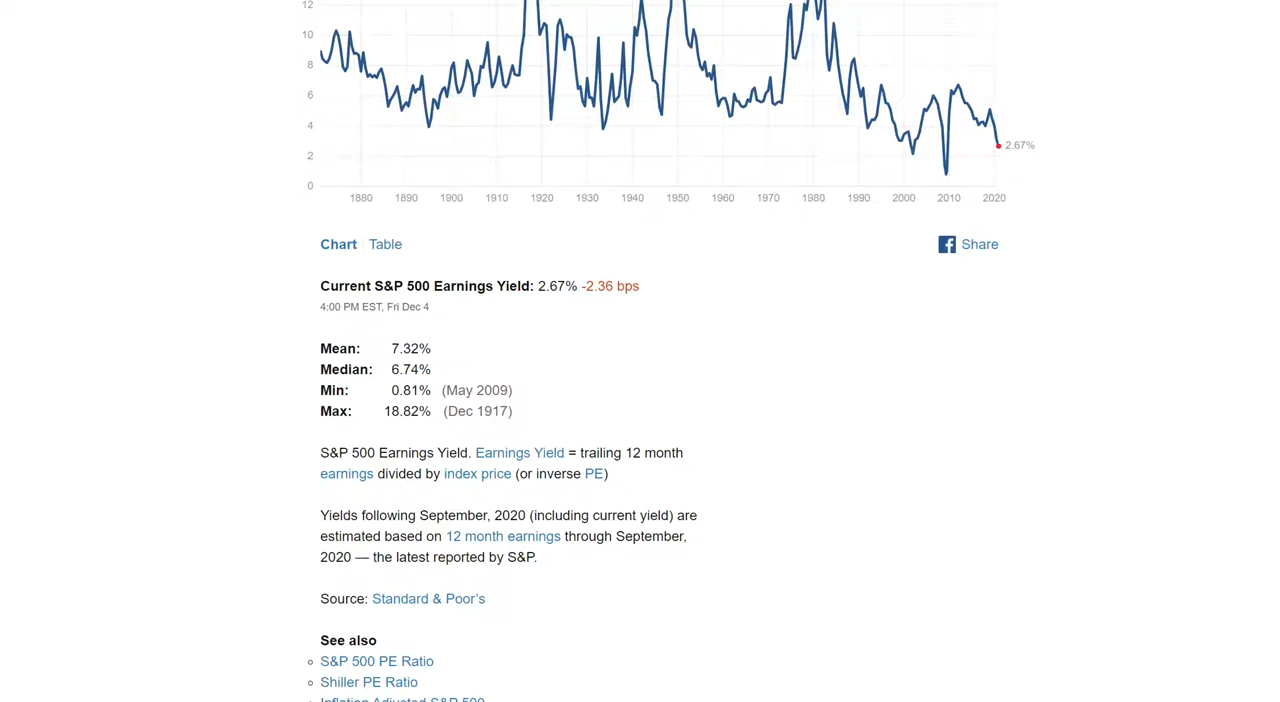 12
10
8
6
4
2
0
2.67%
1880 1890 1900 1910 1920 1930 1940 1950 1960 1970 1980 1990 2000 2010 2020
Chart Table
Share
Current S&P 500 Earnings Yield: 2.67% -2.36 bps
4:00 PM EST, Fri Dec 4
Mean: 7.32%
Median: 6.74%
Min: 0.81% (May 2009)
Max: 18.82% (Dec 1917)
S&P 500 Earnings Yield. Earnings Yield = trailing 12 month
earnings divided by index price (or inverse PE)
Yields following September, 2020 (including current yield) are
estimated based on 12 month earnings through September,
2020 — the latest reported by S&P.
Source: Standard & Poor’s
See also
S&P 500 PE Ratio
Shiller PE Ratio
Inflation Adjusted S&P 500